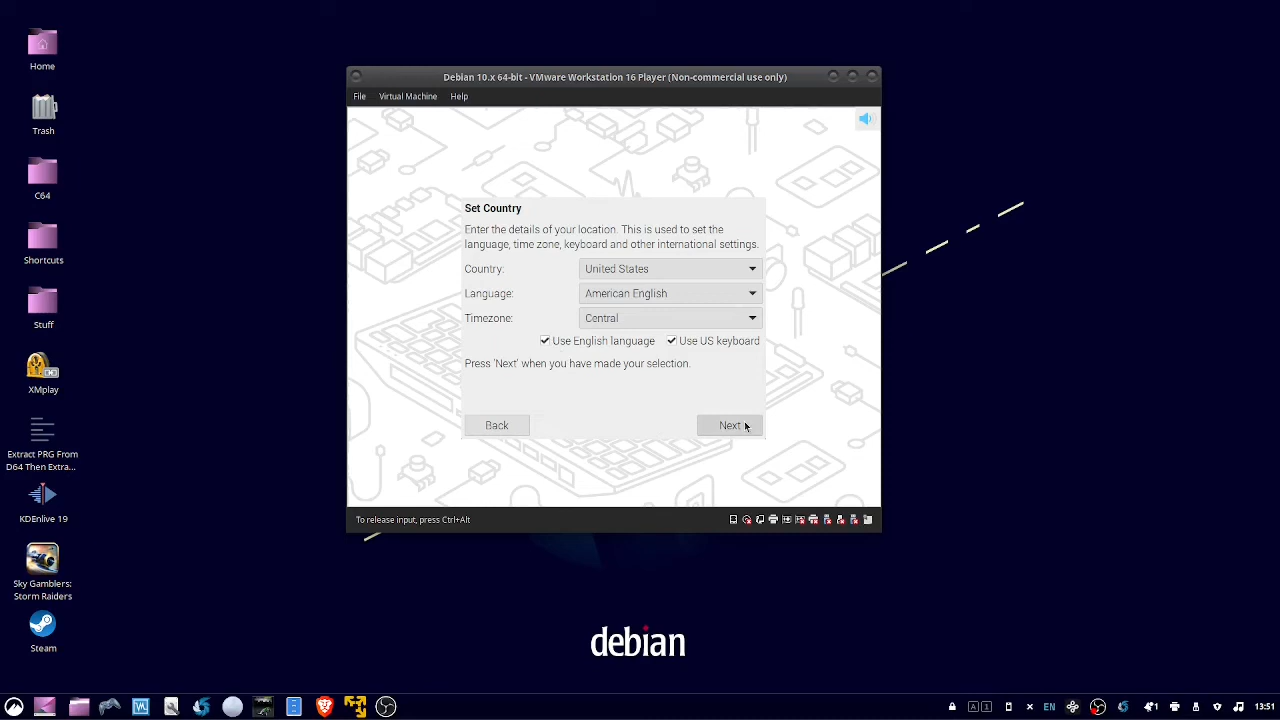 Home
Trash
C64
Shortcuts
Stuff
XMplay
Extract PRG From
D64 Then Extra...
KDEnlive 19
Sky Gamblers:
Storm Raiders
Steam
Debian 10.x 64-bit - VMware Workstation 16 Player (Non-commercial use only)
File Virtual Machine Help
Set Country
Enter the details of your location. This is used to set the
language, time zone, keyboard and other international settings.
Country: United States
Language: American English
Timezone: Central
Use English language Use US keyboard
Press 'Next' when you have made your selection.
Back Next
To release input, press Ctrl+Alt
debian
A 1 EN 1 13:51